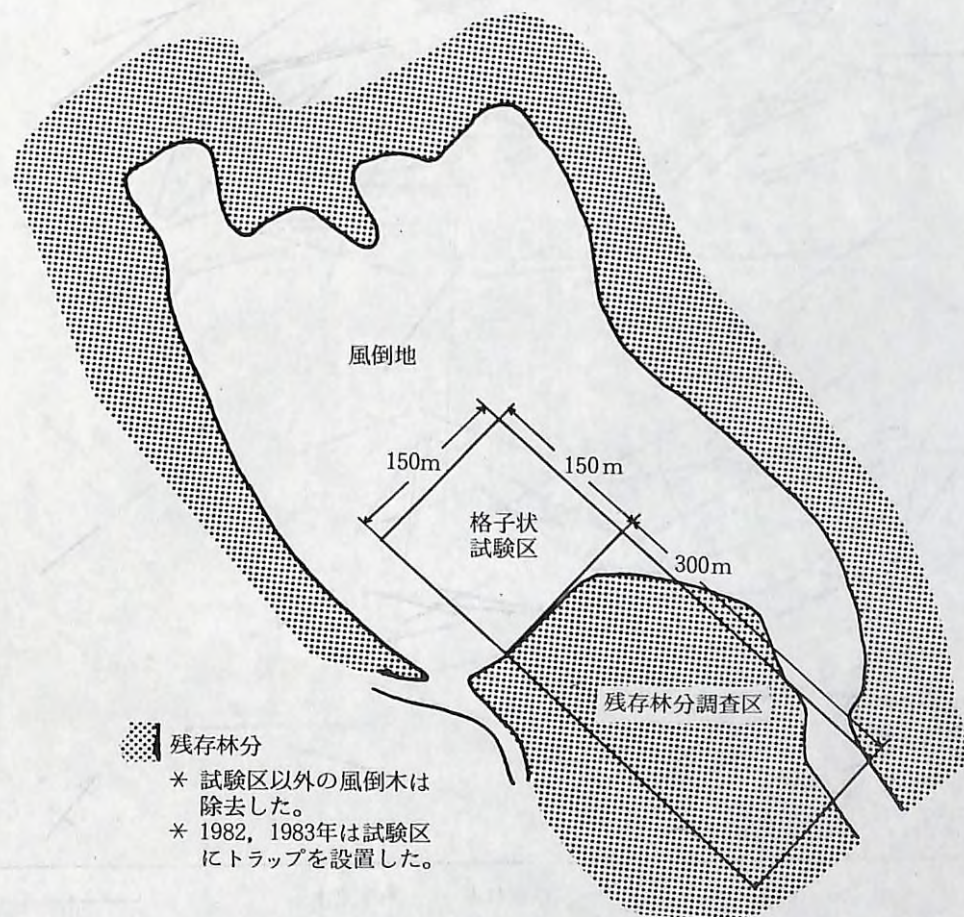 風倒地
150m
150m
格子状
試験区
300m
残存林分調査区
残存林分
* 試験区以外の風倒木は
除去した。
* 1982, 1983年は試験区
にトラップを設置した。